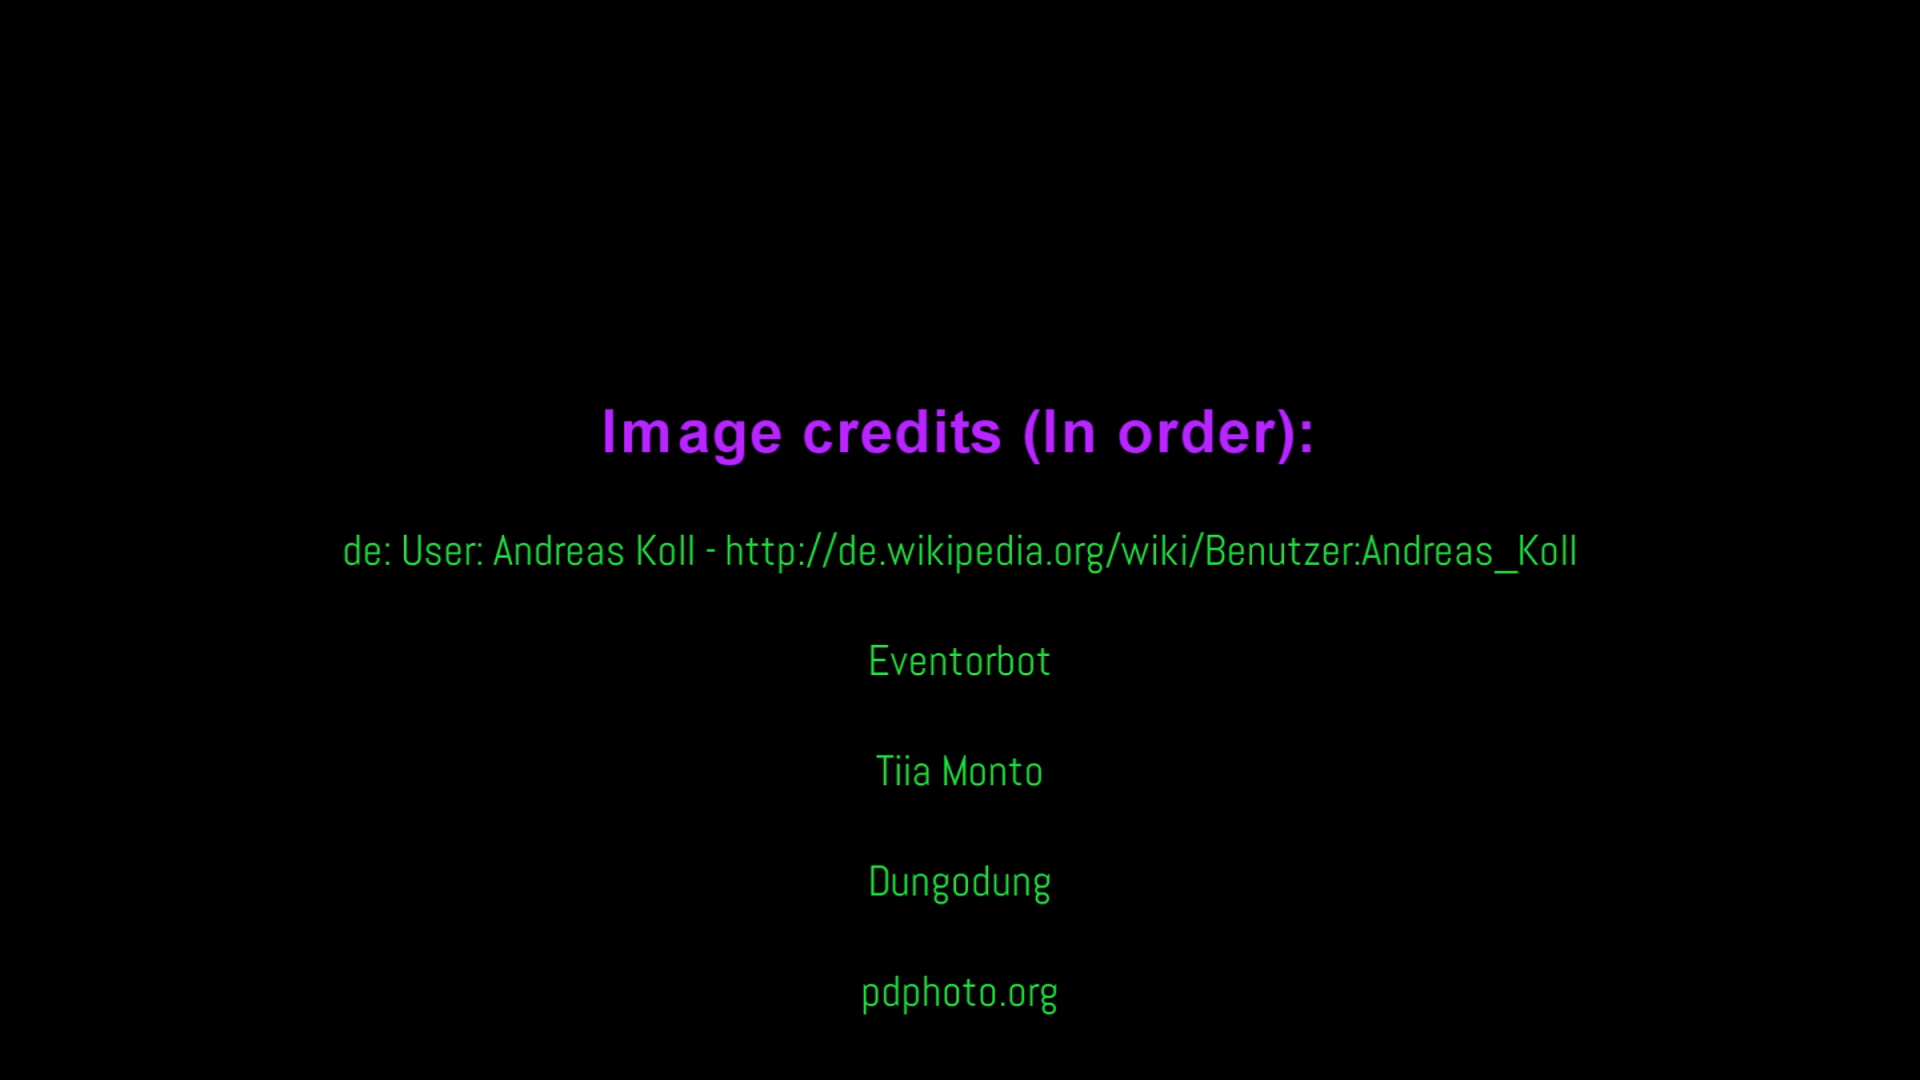 Image credits (In order):
de: User: Andreas Koll - http://de.wikipedia.org/wiki/Benutzer:Andreas_Koll
Eventorbot
Tiia Monto
Dungodung
pdphoto.org